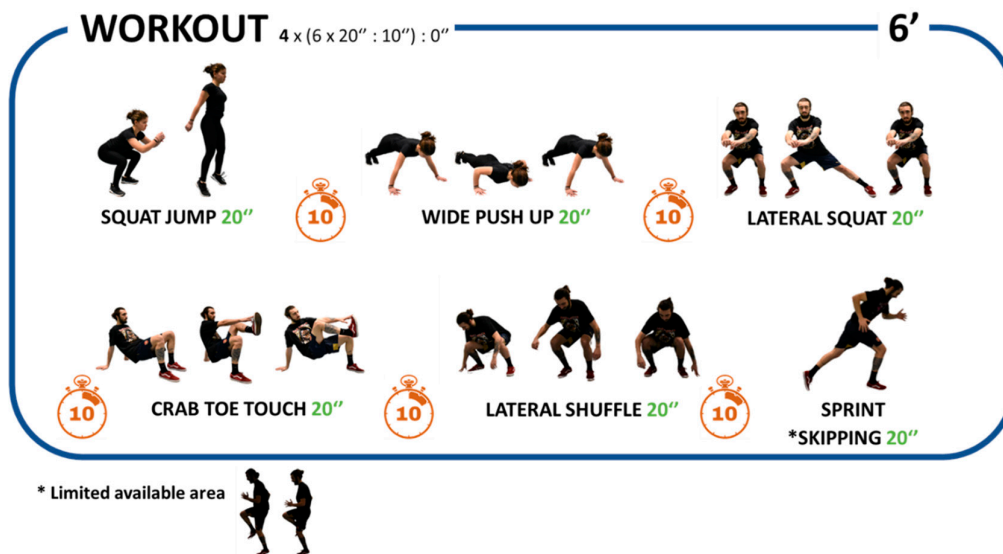 WORKOUT 4 x (6 x 20’’ : 10’’) : 0’’
6’
SQUAT JUMP 20’’
10
WIDE PUSH UP 20’’
10
LATERAL SQUAT 20’’
10
CRAB TOE TOUCH 20’’
10
LATERAL SHUFFLE 20’’
10
SPRINT
*SKIPPING 20’’
* Limited available area